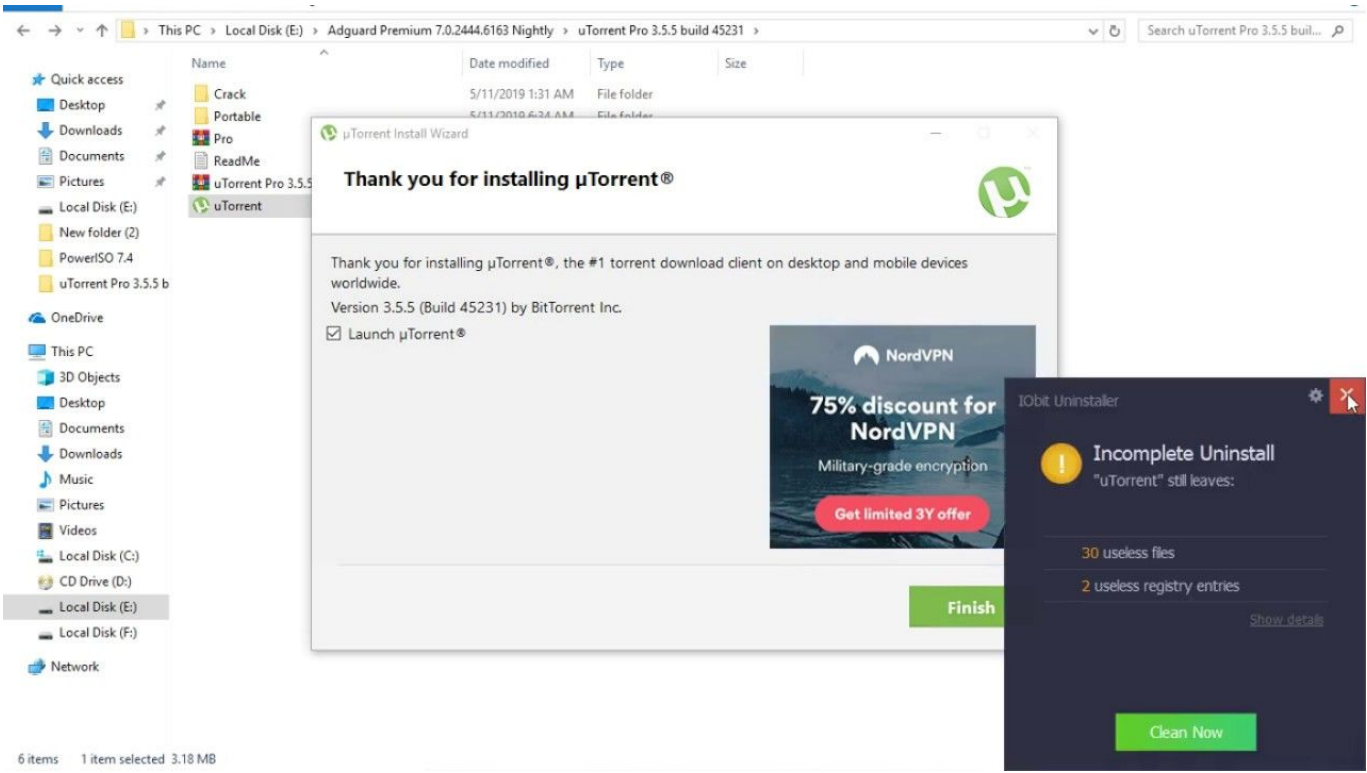 This PC > Local Disk (E:) > Adguard Premium 7.0.2444.6163 Nightly > uTorrent Pro 3.5.5 build 45231 >
Search uTorrent Pro 3.5.5 buil...
Name Date modified Type Size
Quick access
Desktop
Downloads
Documents
Pictures
Local Disk (E:)
New folder (2)
PowerISO 7.4
uTorrent Pro 3.5.5 b
OneDrive
This PC
3D Objects
Desktop
Documents
Downloads
Music
Pictures
Videos
Local Disk (C:)
CD Drive (D:)
Local Disk (E:)
Local Disk (F:)
Network
Crack 5/11/2019 1:31 AM File folder
Portable 5/11/2019 6:34 AM File folder
Pro
ReadMe
uTorrent Pro 3.5.5
uTorrent
µTorrent Install Wizard
Thank you for installing µTorrent®
Thank you for installing µTorrent®, the #1 torrent download client on desktop and mobile devices
worldwide.
Version 3.5.5 (Build 45231) by BitTorrent Inc.
Launch µTorrent®
NordVPN
75% discount for
NordVPN
Military-grade encryption
Get limited 3Y offer
Finish
IObit Uninstaller
Incomplete Uninstall
"uTorrent" still leaves:
30 useless files
2 useless registry entries
Show details
Clean Now
6 items 1 item selected 3.18 MB